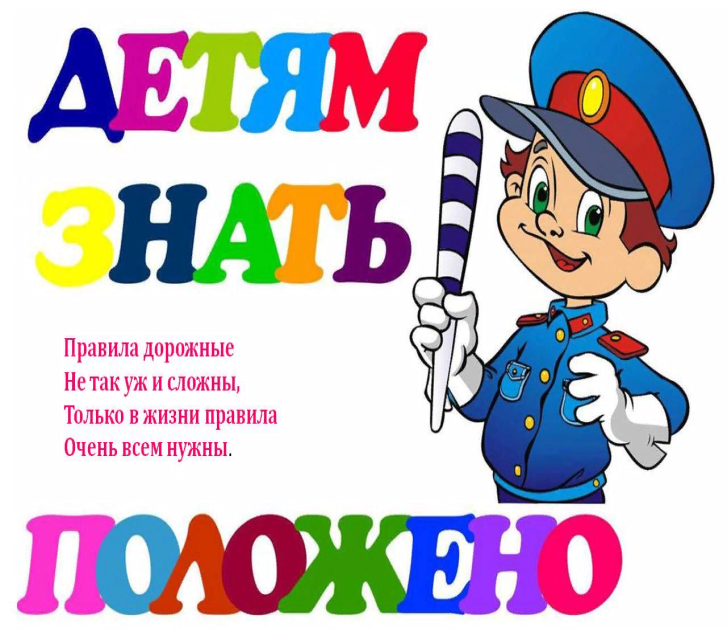 ДЕТЯМ
ЗНАТЬ
Правила дорожные
Не так уж и сложны,
Только в жизни правила
Очень всем нужны.
ПОЛОЖЕНО